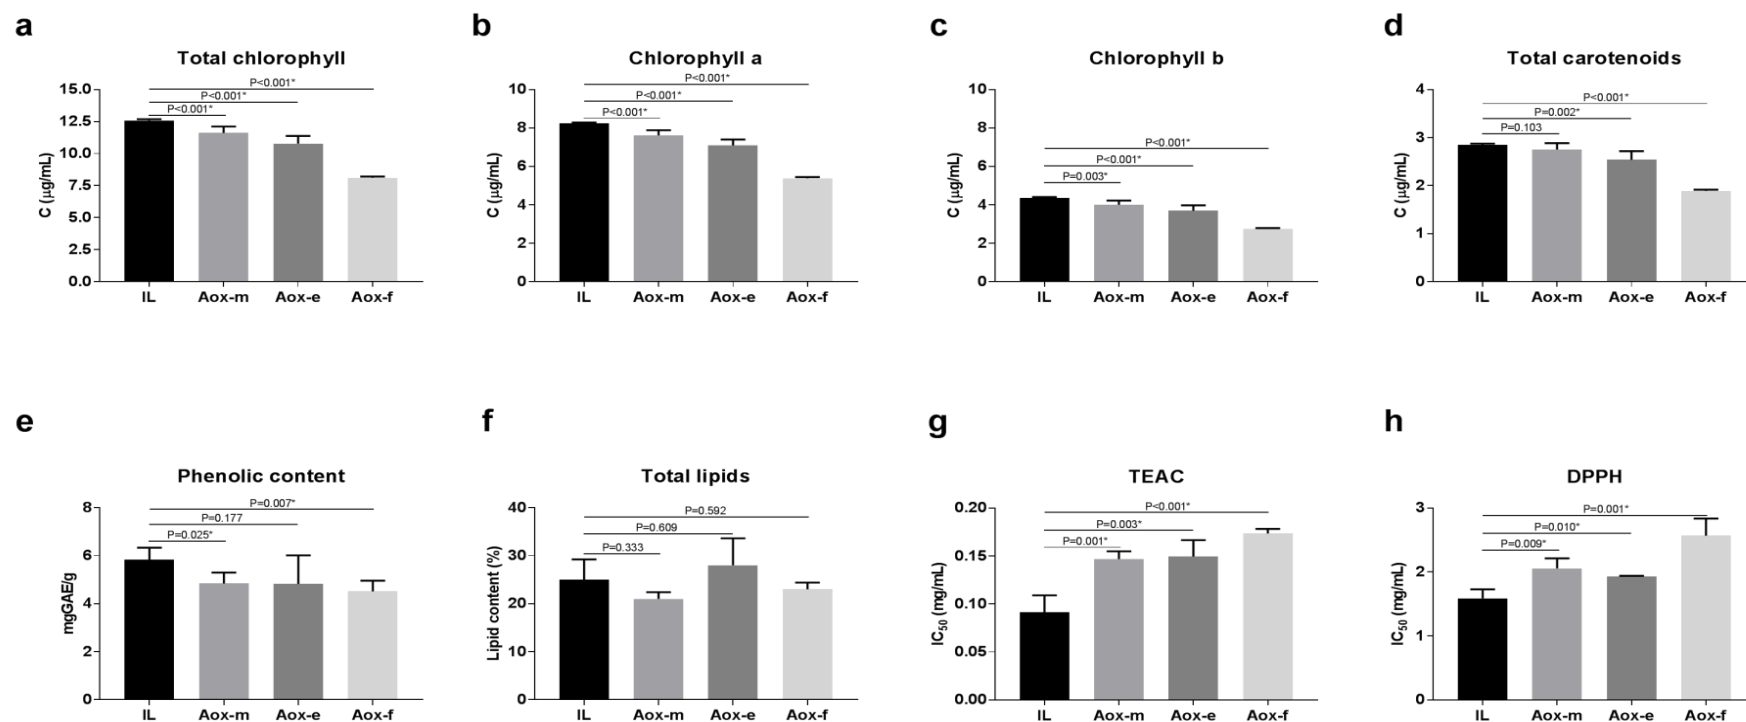 a
Total chlorophyll
P<0.001*
P<0.001*
P<0.001*
15.0
12.5
10.0
7.5
5.0
2.5
0.0
C (μg/mL)
IL Aox-m Aox-e Aox-f
b
Chlorophyll a
P<0.001*
P<0.001*
P<0.001*
10
8
6
4
2
0
C (μg/mL)
IL Aox-m Aox-e Aox-f
c
Chlorophyll b
P<0.001*
P<0.001*
P=0.003*
10
8
6
4
2
0
C (μg/mL)
IL Aox-m Aox-e Aox-f
d
Total carotenoids
P<0.001*
P=0.002*
P=0.103
4
3
2
1
0
C (μg/mL)
IL Aox-m Aox-e Aox-f
e
Phenolic content
P=0.007*
P=0.177
P=0.025*
8
6
4
2
0
mgGAE/g
IL Aox-m Aox-e Aox-f
f
Total lipids
P=0.592
P=0.609
P=0.333
40
30
20
10
0
Lipid content (%)
IL Aox-m Aox-e Aox-f
g
TEAC
P<0.001*
P=0.003*
P=0.001*
0.20
0.15
0.10
0.05
0.00
IC50 (mg/mL)
IL Aox-m Aox-e Aox-f
h
DPPH
P=0.001*
P=0.010*
P=0.009*
3
2
1
0
IC50 (mg/mL)
IL Aox-m Aox-e Aox-f